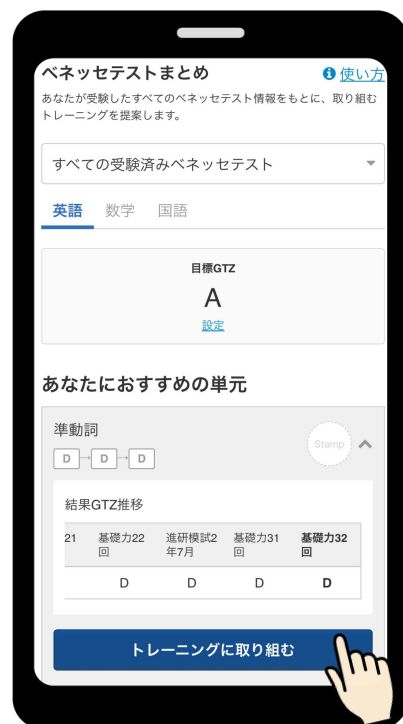 ベネッセテストまとめ
使い方
あなたが受験したすべてのベネッセテスト情報をもとに、取り組む
トレーニングを提案します。
すべての受験済みベネッセテスト
英語 数学 国語
目標GTZ
A
設定
あなたにおすすめの単元
準動詞
D D D
Stamp
結果GTZ推移
21 基礎力22回 進研模試2年7月 基礎力31回 基礎力32回
D D D D
トレーニングに取り組む